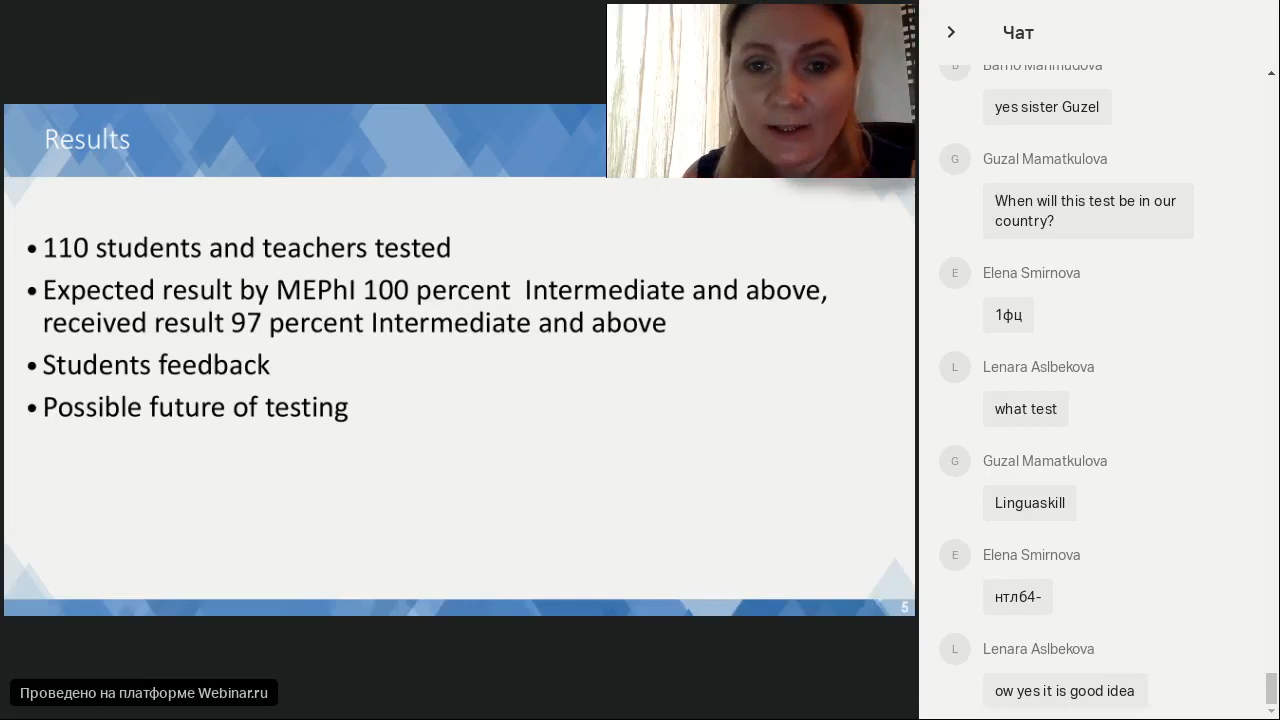 Results
• 110 students and teachers tested
• Expected result by MEPhI 100 percent Intermediate and above,
received result 97 percent Intermediate and above
• Students feedback
• Possible future of testing
5
Проведено на платформе Webinar.ru
Чат
B
Barno Mahmudova
yes sister Guzel
G
Guzal Mamatkulova
When will this test be in our
country?
E
Elena Smirnova
1фц
L
Lenara Aslbekova
what test
G
Guzal Mamatkulova
Linguaskill
E
Elena Smirnova
нтл64-
L
Lenara Aslbekova
ow yes it is good idea